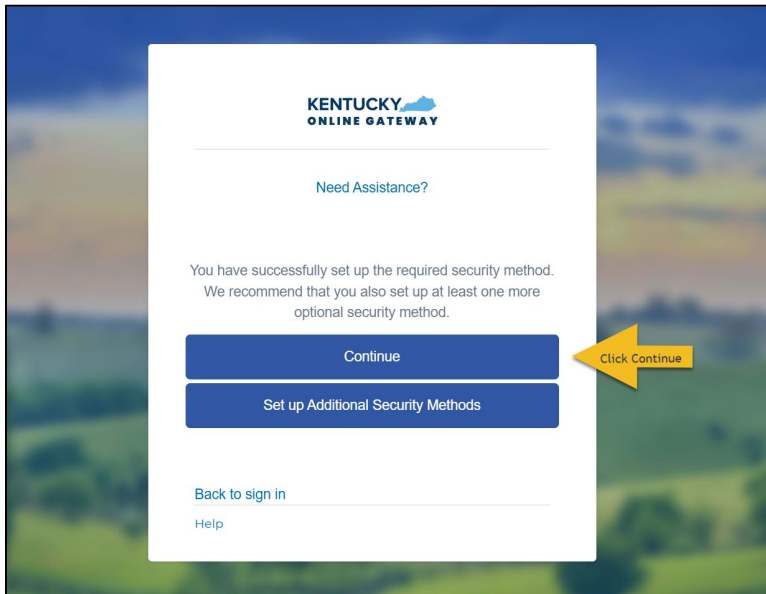 KENTUCKY
ONLINE GATEWAY
Need Assistance?
You have successfully set up the required security method.
We recommend that you also set up at least one more
optional security method.
Continue
Click Continue
Set up Additional Security Methods
Back to sign in
Help